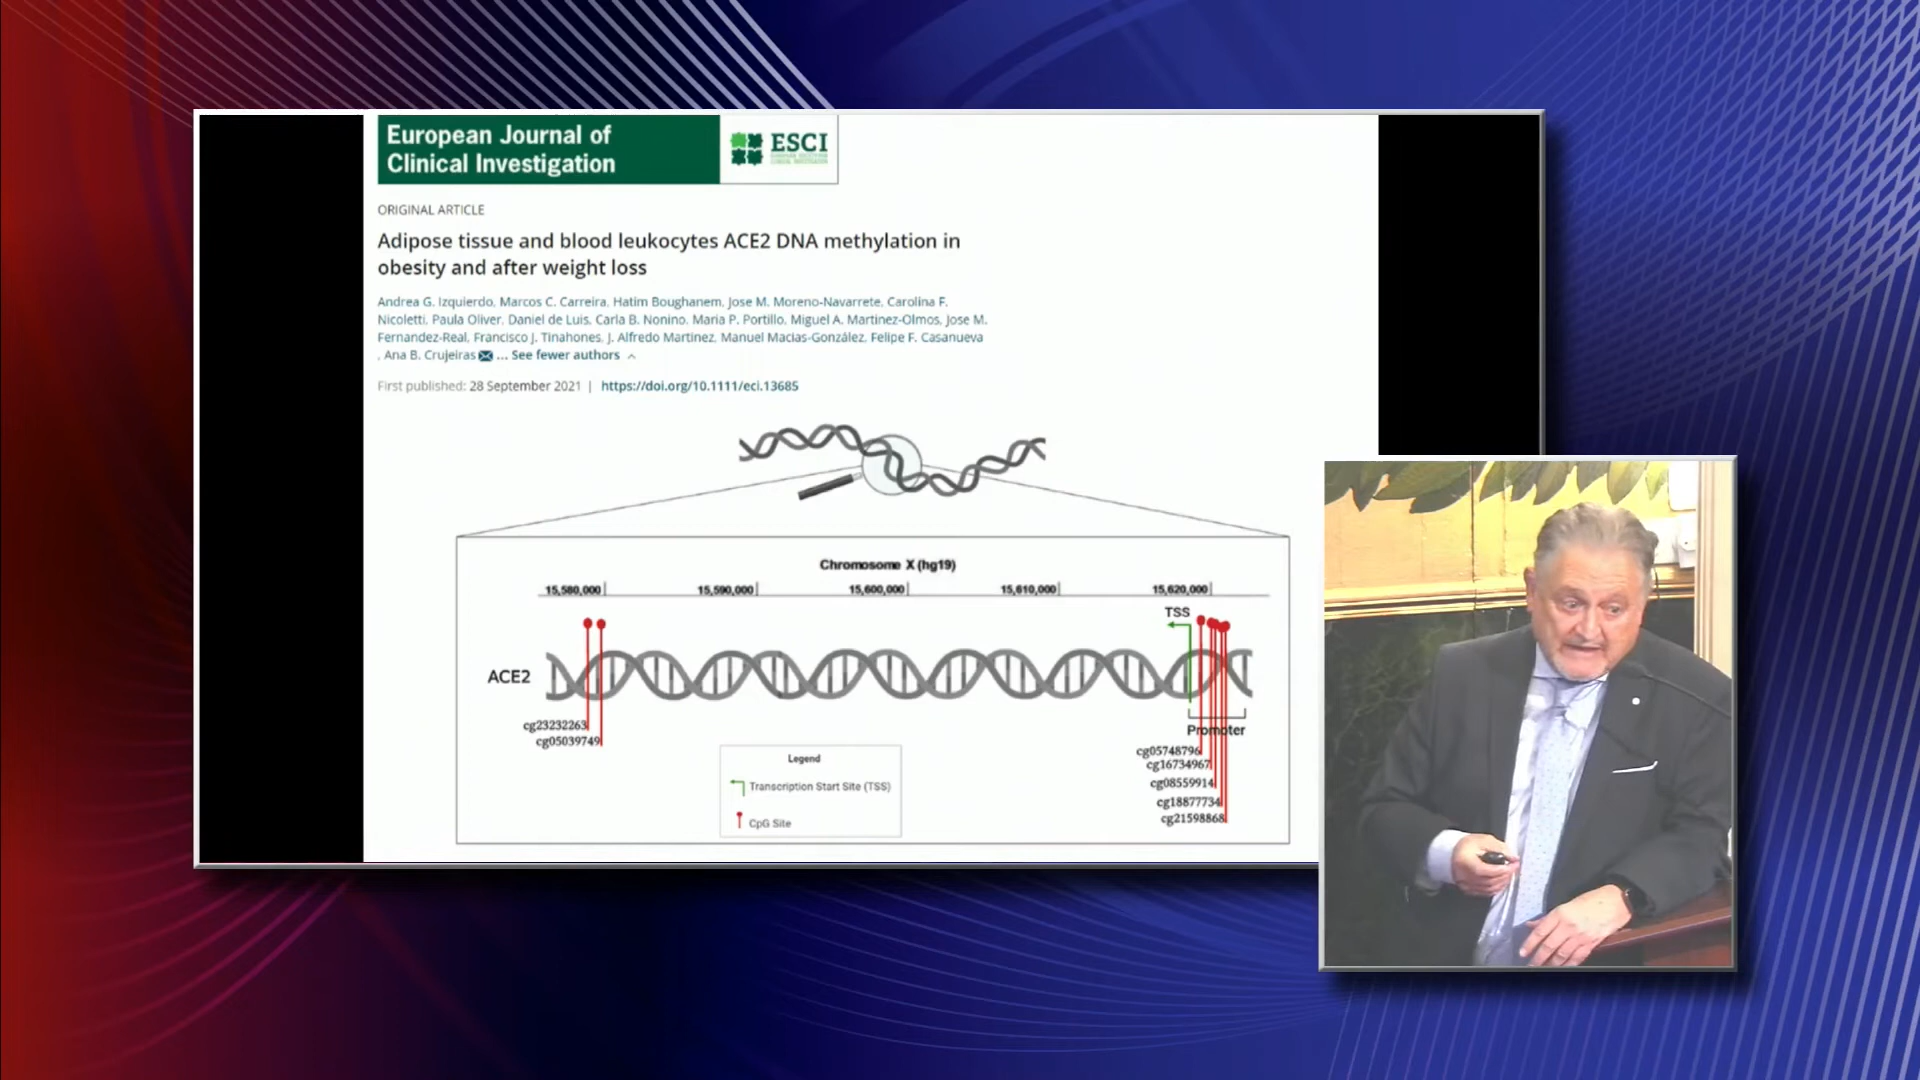 European Journal of
Clinical Investigation
ESCI
ORIGINAL ARTICLE
Adipose tissue and blood leukocytes ACE2 DNA methylation in
obesity and after weight loss
Andrea G. Izquierdo, Marcos C. Carreira, Hatim Boughanem, Jose M. Moreno-Navarrete, Carolina F.
Nicoletti, Paula Oliver, Daniel de Luis, Carla B. Nonino, Maria P. Portillo, Miguel A. Martinez-Olmos, Jose M.
Fernandez-Real, Francisco J. Tinahones, J. Alfredo Martinez, Manuel Macias-González, Felipe F. Casanueva
, Ana B. Crujeiras ... See fewer authors
First published: 28 September 2021 | https://doi.org/10.1111/eci.13685
Chromosome X (hg19)
15,580,000 15,590,000 15,600,000 15,610,000 15,620,000
TSS
ACE2
cg23232263
cg05039749
Promoter
cg05748796
cg16734967
cg08559914
cg18877734
cg21598868
Legend
Transcription Start Site (TSS)
CpG Site